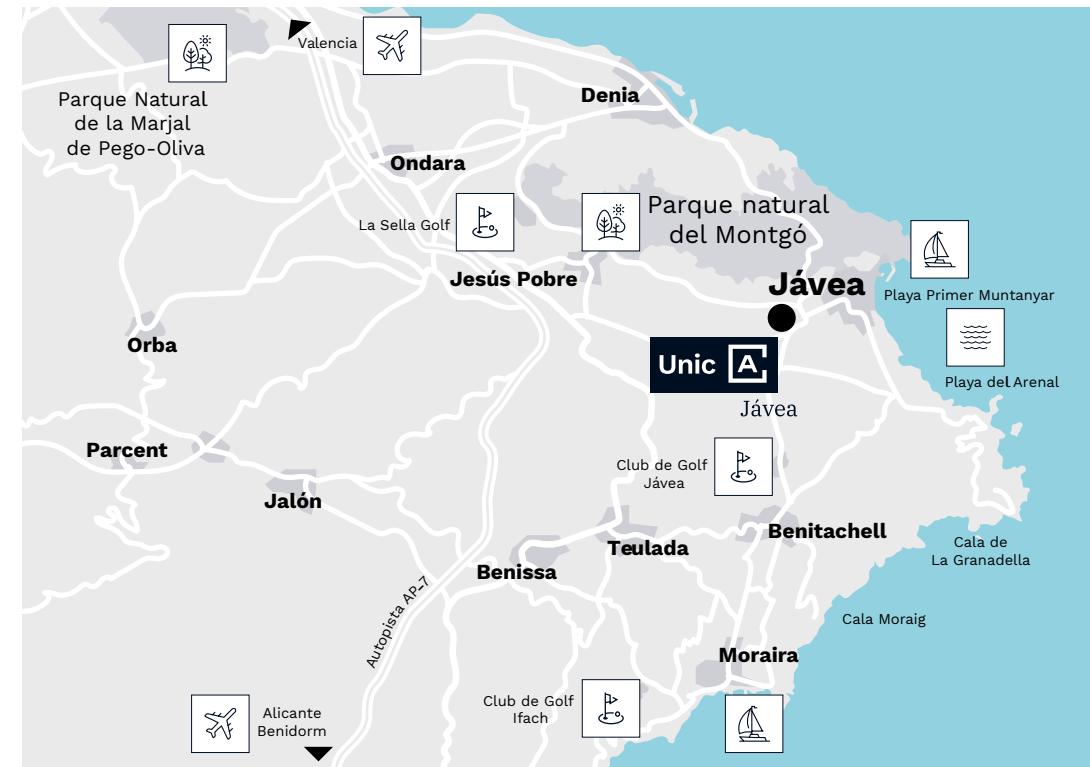 Valencia
Parque Natural
de la Marjal
de Pego-Oliva
Denia
Ondara
La Sella Golf
Parque natural
del Montgó
Jesús Pobre
Jávea
Playa Primer Muntanyar
Orba
Unic A
Jávea
Playa del Arenal
Parcent
Club de Golf
Jávea
Jalón
Benitachell
Teulada
Cala de
La Granadella
Benissa
Autopista AP-7
Cala Moraig
Moraira
Club de Golf
Ifach
Alicante
Benidorm